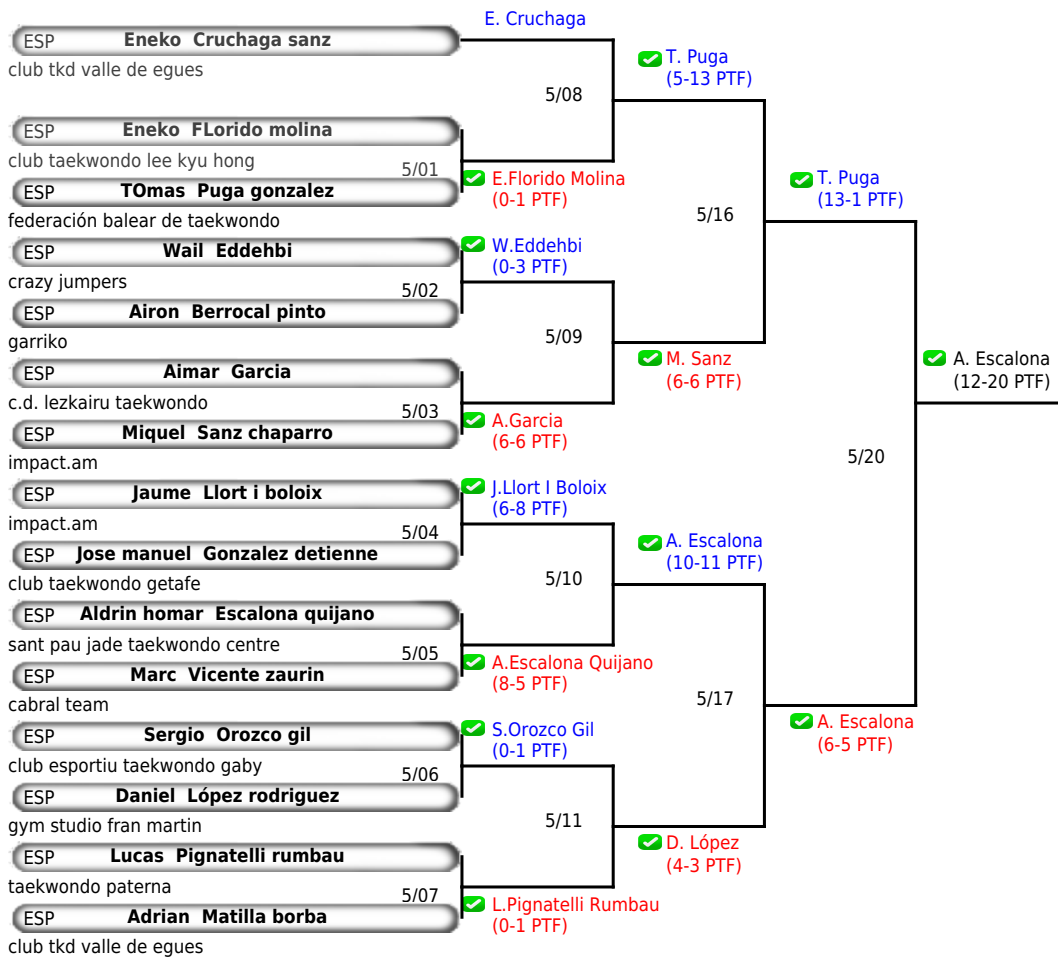 E. Cruchaga
ESP Eneko Cruchaga sanz
club tkd valle de egues
T. Puga
(5-13 PTF)
5/08
ESP Eneko FLorido molina
club taekwondo lee kyu hong
5/01
E.Florido Molina
(0-1 PTF)
T. Puga
(13-1 PTF)
ESP TOmas Puga gonzalez
federación balear de taekwondo
5/16
ESP Wail Eddehbi
W.Eddehbi
(0-3 PTF)
crazy jumpers
5/02
ESP Airon Berrocal pinto
garriko
5/09
M. Sanz
(6-6 PTF)
A. Escalona
(12-20 PTF)
ESP Aimar Garcia
c.d. lezkairu taekwondo
5/03
A.Garcia
(6-6 PTF)
ESP Miquel Sanz chaparro
impact.am
5/20
ESP Jaume Llort i boloix
J.Llort I Boloix
(6-8 PTF)
impact.am
5/04
A. Escalona
(10-11 PTF)
ESP Jose manuel Gonzalez detienne
club taekwondo getafe
5/10
ESP Aldrin homar Escalona quijano
sant pau jade taekwondo centre
5/05
A.Escalona Quijano
(8-5 PTF)
ESP Marc Vicente zaurin
cabral team
5/17
A. Escalona
(6-5 PTF)
ESP Sergio Orozco gil
S.Orozco Gil
(0-1 PTF)
club esportiu taekwondo gaby
5/06
ESP Daniel López rodriguez
gym studio fran martin
5/11
D. López
(4-3 PTF)
ESP Lucas Pignatelli rumbau
taekwondo paterna
5/07
L.Pignatelli Rumbau
(0-1 PTF)
ESP Adrian Matilla borba
club tkd valle de egues